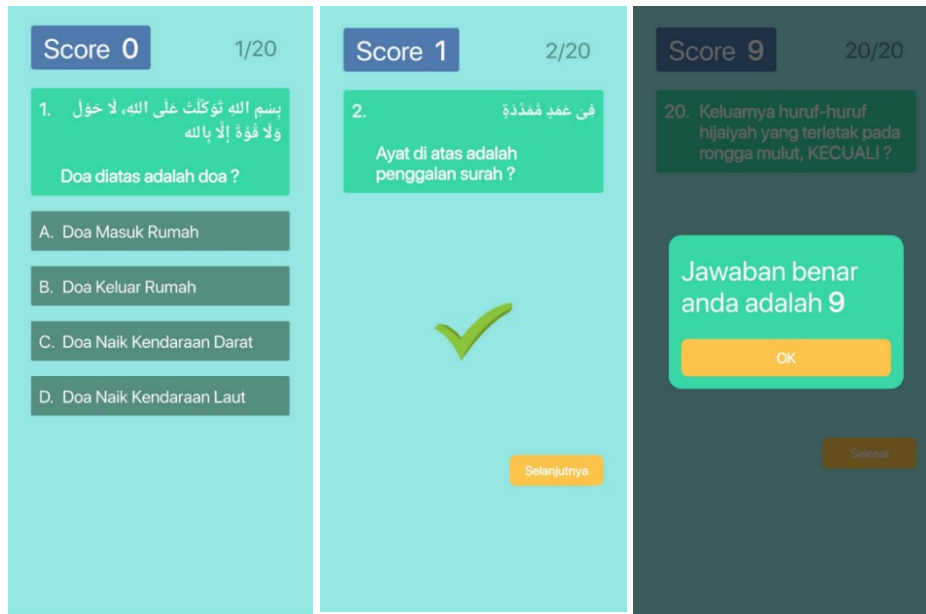 Score 0
1/20
1. بِسْمِ اللهِ تَوَكَّلْتُ عَلَى اللهِ، لَا حَوْلَ
وَلَا قُوَّةَ إِلَّا بِالله
Doa diatas adalah doa ?
A. Doa Masuk Rumah
B. Doa Keluar Rumah
C. Doa Naik Kendaraan Darat
D. Doa Naik Kendaraan Laut
Score 1
2/20
2. فِيْ عَمَدٍ مُّمَدَّدَةٍ
Ayat di atas adalah
penggalan surah ?
Selanjutnya
Score 9
20/20
20. Keluarnya huruf-huruf
hijaiyah yang terletak pada
rongga mulut, KECUALI ?
Jawaban benar
anda adalah 9
OK
Selesai